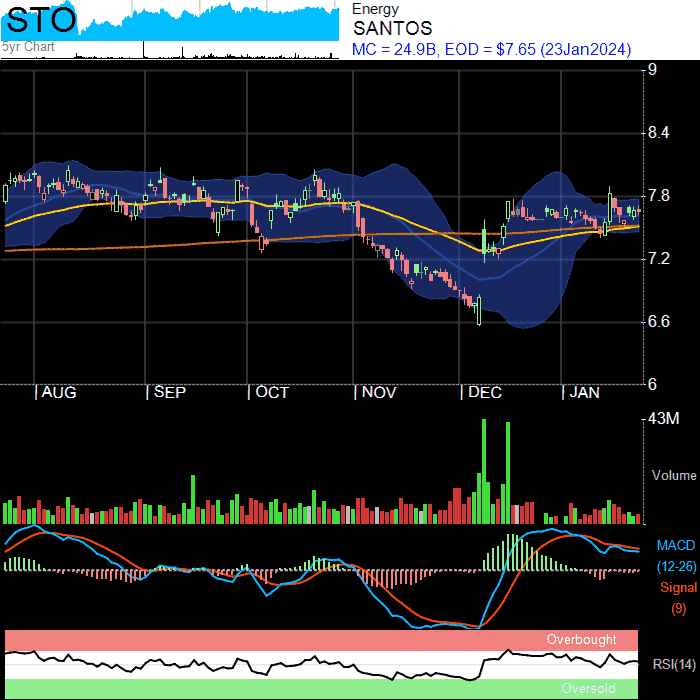 STO
5yr Chart
Energy
SANTOS
MC = 24.9B, EOD = $7.65 (23Jan2024)
9
8.4
7.8
7.2
6.6
6
AUG SEP OCT NOV DEC JAN
43M
Volume
MACD
(12-26)
Signal
(9)
Overbought
RSI(14)
Oversold